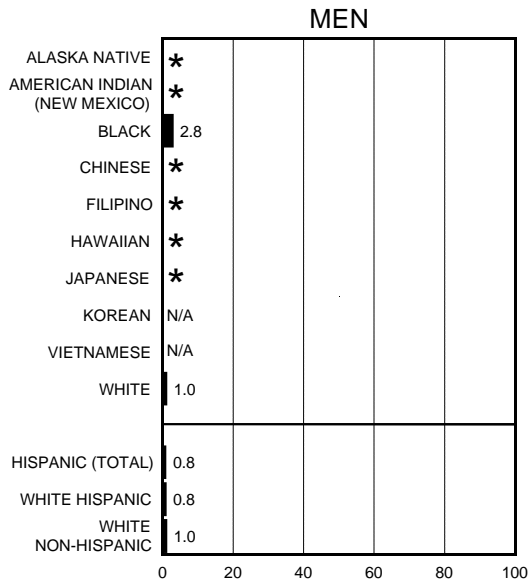 MEN
ALASKA NATIVE *
AMERICAN INDIAN
(NEW MEXICO) *
BLACK 2.8
CHINESE *
FILIPINO *
HAWAIIAN *
JAPANESE *
KOREAN N/A
VIETNAMESE N/A
WHITE 1.0
HISPANIC (TOTAL) 0.8
WHITE HISPANIC 0.8
WHITE
NON-HISPANIC 1.0
0 20 40 60 80 100